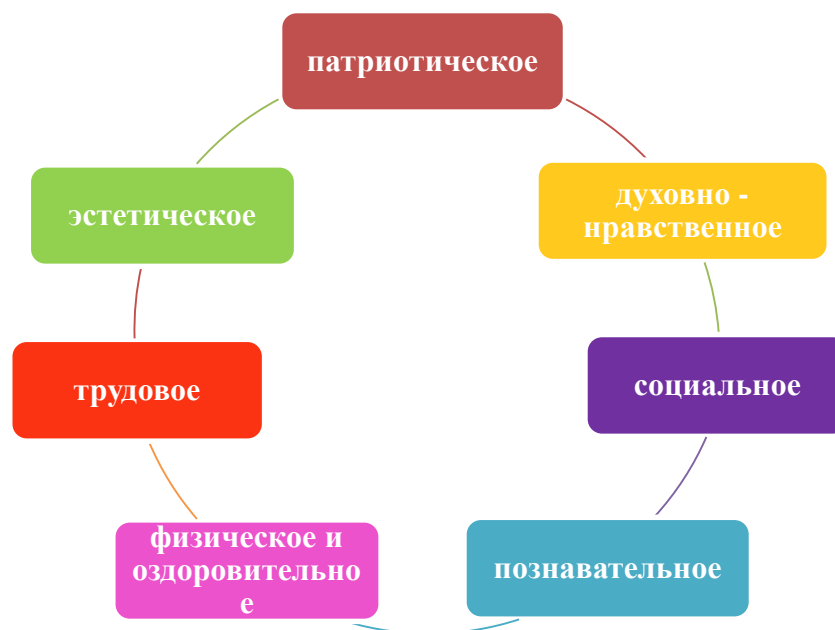 патриотическое
духовно -
нравственное
социальное
познавательное
физическое и
оздоровительно
е
трудовое
эстетическое